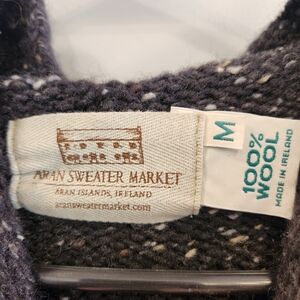 ARAN SWEATER MARKET
ARAN ISLANDS, IRELAND
aransweatermarket.com
M
100%
WOOL
MADE IN IRELAND